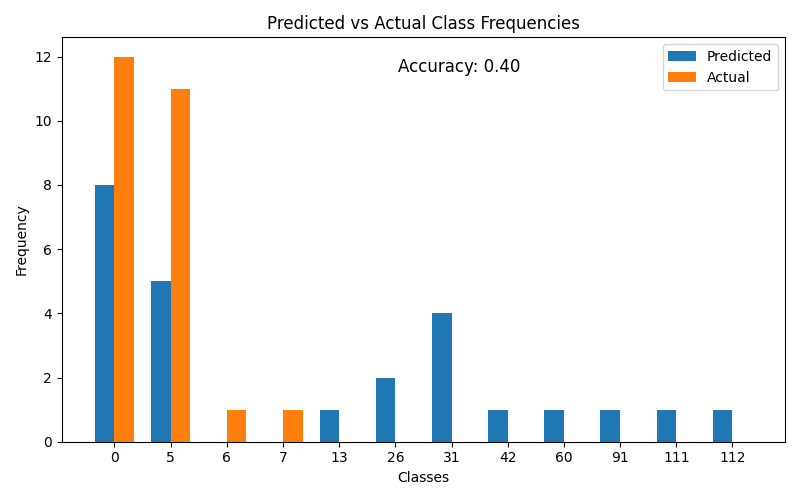 Predicted vs Actual Class Frequencies
Accuracy: 0.40
Predicted
Actual
Frequency
12
10
8
6
4
2
0
0 5 6 7 13 26 31 42 60 91 111 112
Classes